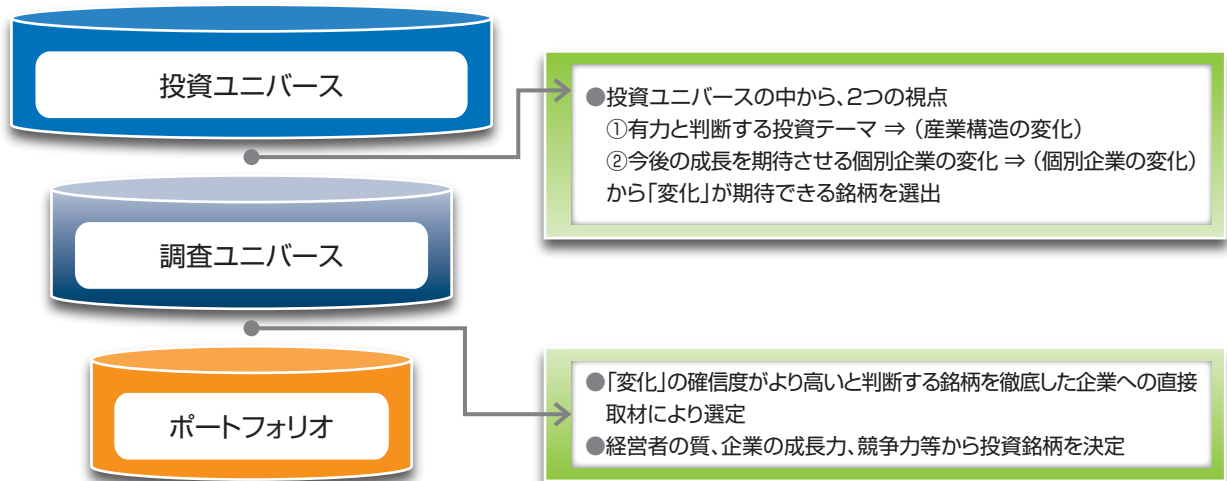 投資ユニバース
●投資ユニバースの中から、2つの視点
①有力と判断する投資テーマ ⇒ (産業構造の変化)
②今後の成長を期待させる個別企業の変化 ⇒ (個別企業の変化)
から「変化」が期待できる銘柄を選出
調査ユニバース
ポートフォリオ
●「変化」の確信度がより高いと判断する銘柄を徹底した企業への直接
取材により選定
●経営者の質、企業の成長力、競争力等から投資銘柄を決定